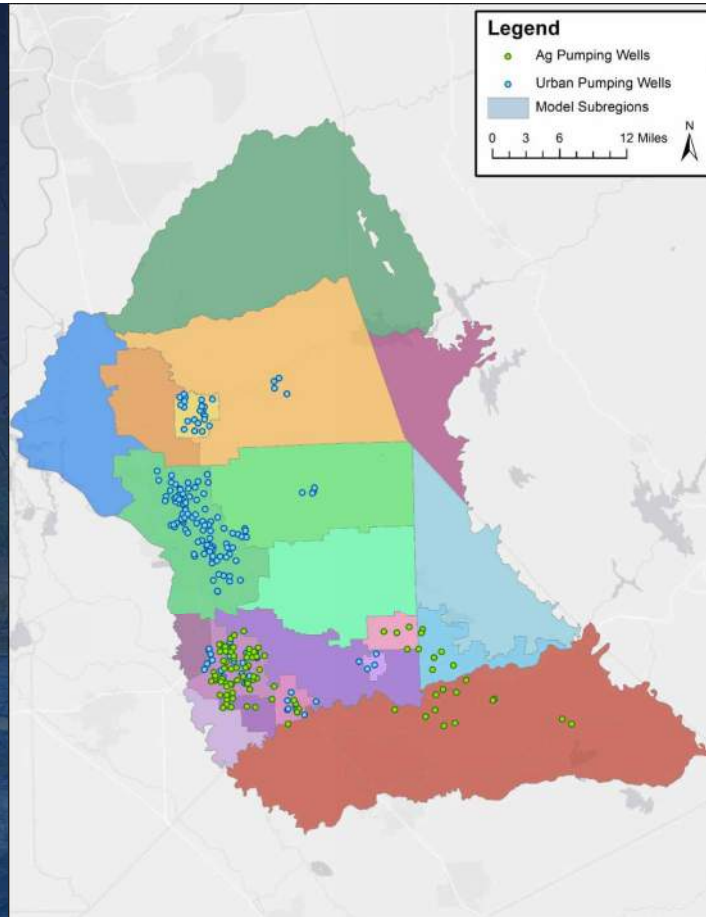 Legend
Ag Pumping Wells
Urban Pumping Wells
Model Subregions
0 3 6 12 Miles
N